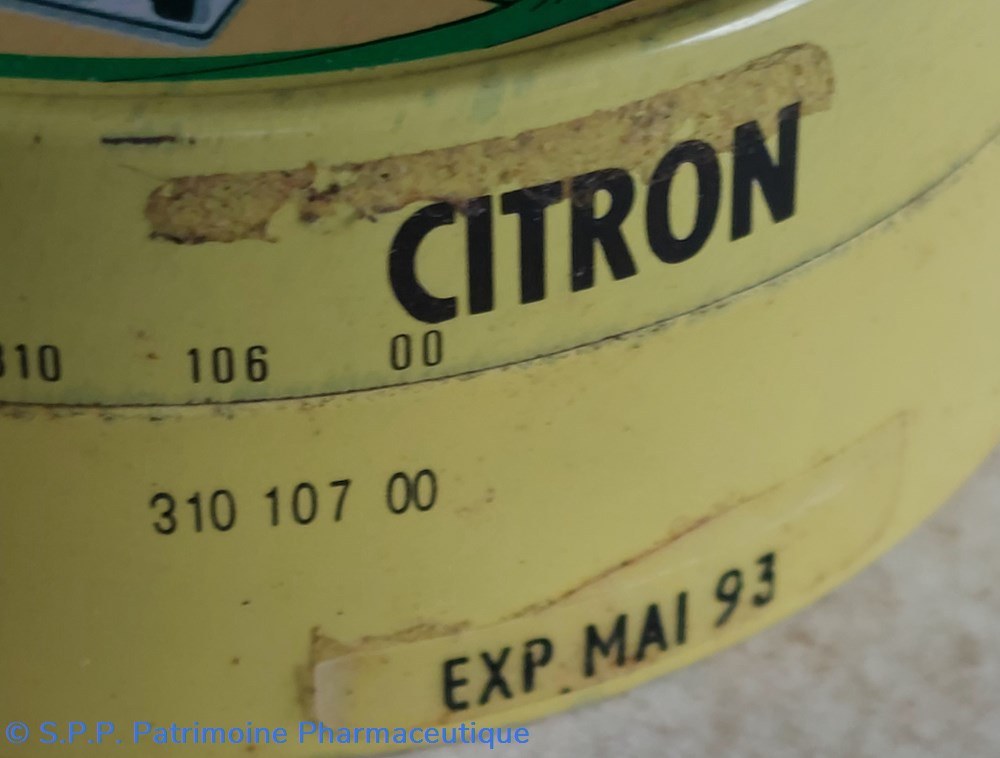 CITRON
310 106 00
310 107 00
EXP. MAI 93
© S.P.P. Patrimoine Pharmaceutique